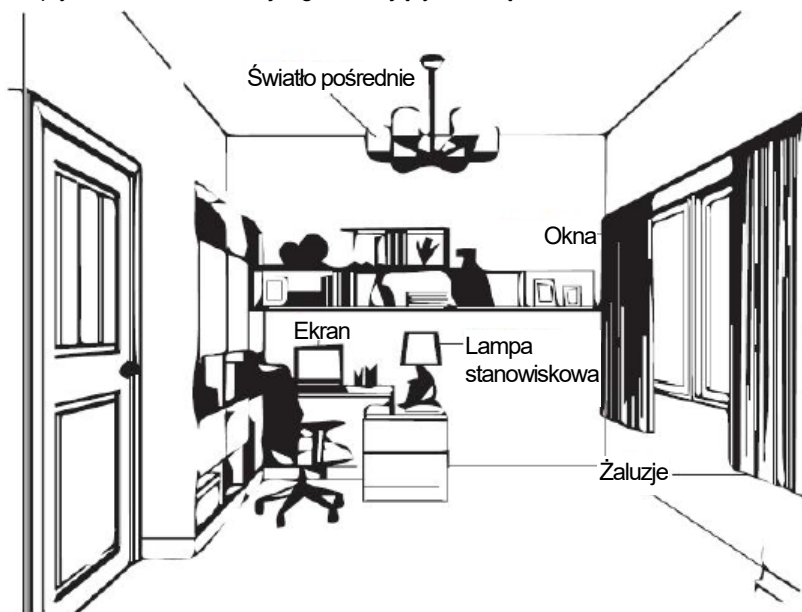 Światło pośrednie
Okna
Ekran
Lampa
stanowiskowa
Żaluzje